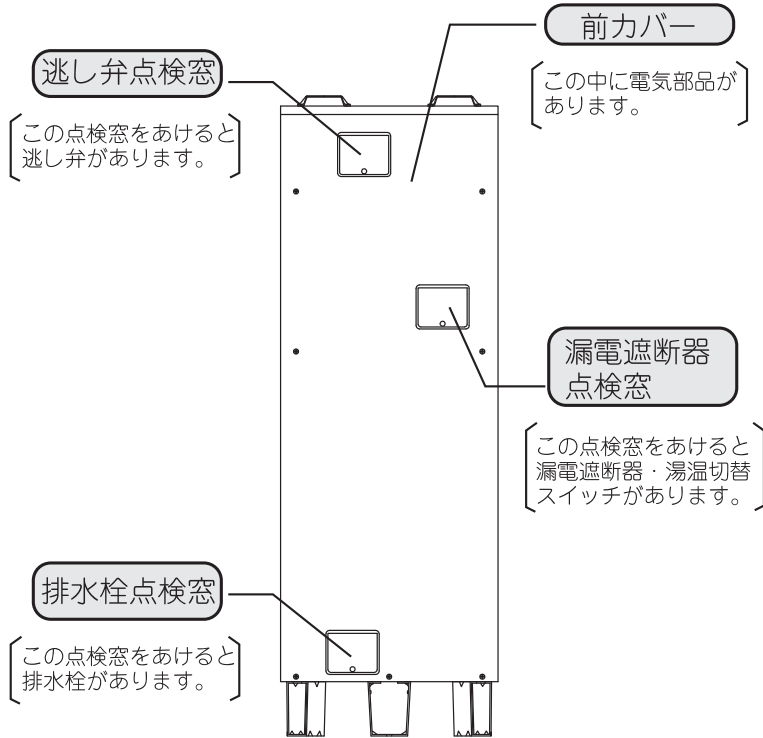 前カバー
この中に電気部品が
あります。
逃し弁点検窓
この点検窓をあけると
逃し弁があります。
漏電遮断器
点検窓
この点検窓をあけると
漏電遮断器・湯温切替
スイッチがあります。
排水栓点検窓
この点検窓をあけると
排水栓があります。